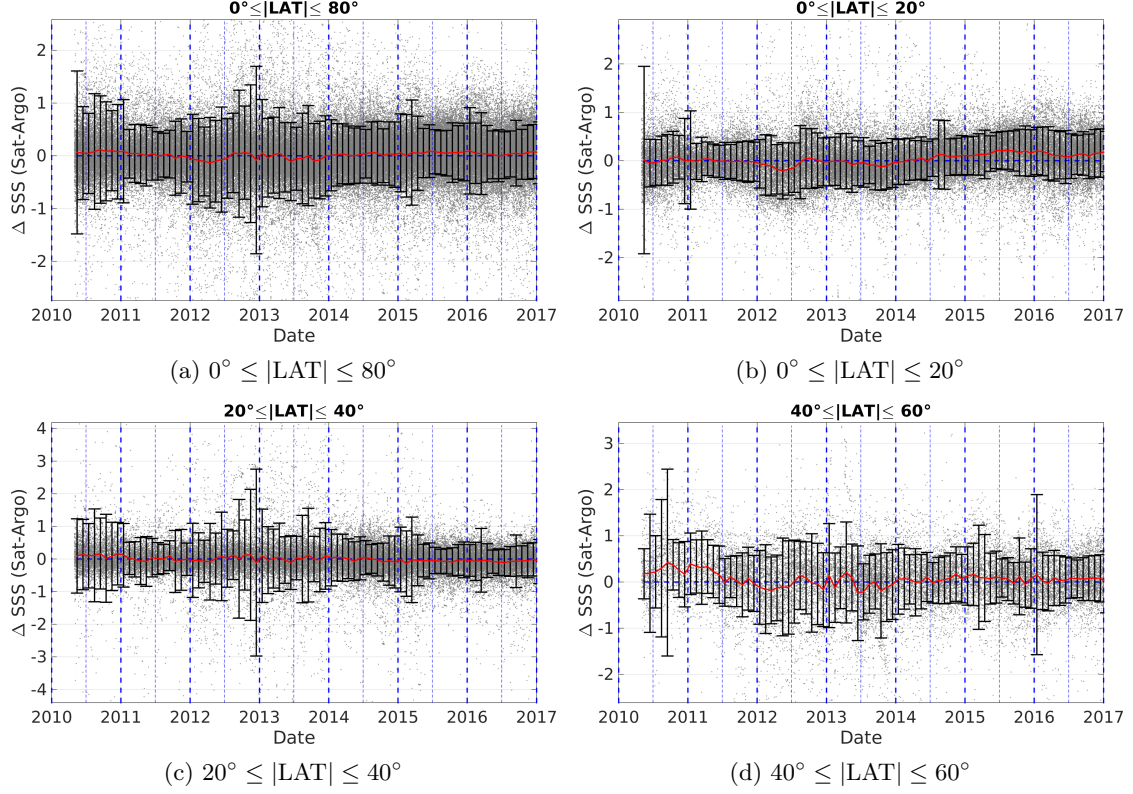 0°≤|LAT|≤ 80°
Δ SSS (Sat-Argo)
2
1
0
-1
-2
2010 2011 2012 2013 2014 2015 2016 2017
Date
(a) 0° ≤ |LAT| ≤ 80°
0°≤|LAT|≤ 20°
Δ SSS (Sat-Argo)
2
1
0
-1
-2
2010 2011 2012 2013 2014 2015 2016 2017
Date
(b) 0° ≤ |LAT| ≤ 20°
20°≤|LAT|≤ 40°
Δ SSS (Sat-Argo)
4
3
2
1
0
-1
-2
-3
-4
2010 2011 2012 2013 2014 2015 2016 2017
Date
(c) 20° ≤ |LAT| ≤ 40°
40°≤|LAT|≤ 60°
Δ SSS (Sat-Argo)
3
2
1
0
-1
-2
2010 2011 2012 2013 2014 2015 2016 2017
Date
(d) 40° ≤ |LAT| ≤ 60°